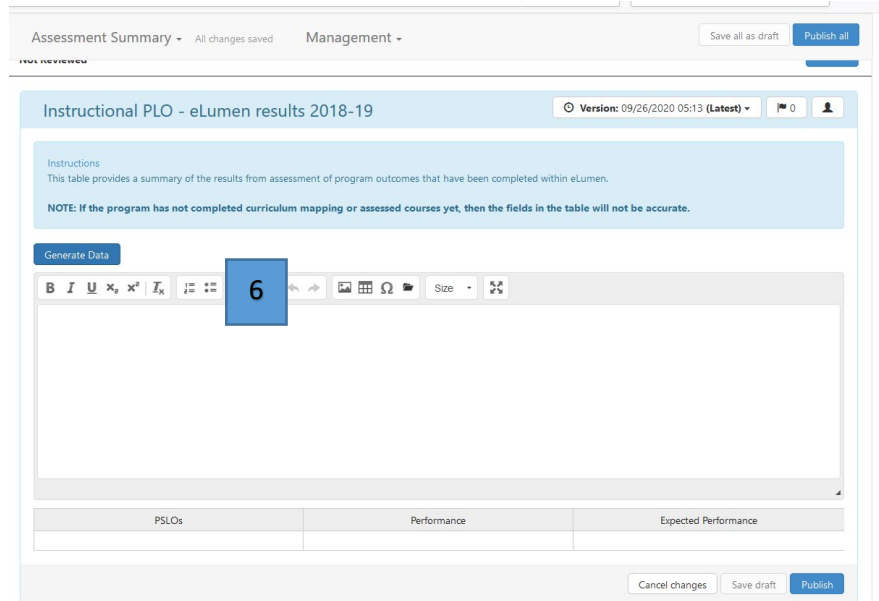 Assessment Summary All changes saved Management Save all as draft Publish all
Not Reviewed
Instructional PLO - eLumen results 2018-19 Version: 09/26/2020 05:13 (Latest) 0
Instructions
This table provides a summary of the results from assessment of program outcomes that have been completed within eLumen.
NOTE: If the program has not completed curriculum mapping or assessed courses yet, then the fields in the table will not be accurate.
Generate Data
B I U x₂ x² Ix 6 Ω Size
PSLOs Performance Expected Performance
Cancel changes Save draft Publish